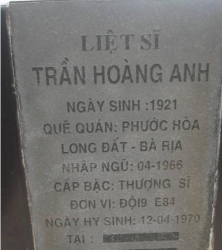 LIỆT SĨ
TRẦN HOÀNG ANH
NGÀY SINH :1921
QUÊ QUÁN: PHƯỚC HÒA
LONG ĐẤT - BÀ RỊA
NHẬP NGŨ: 04-1966
CẤP BẬC: THƯỢNG SĨ
ĐƠN VỊ: ĐỘI9 E84
NGÀY HY SINH: 12-04-1970
TẠI :